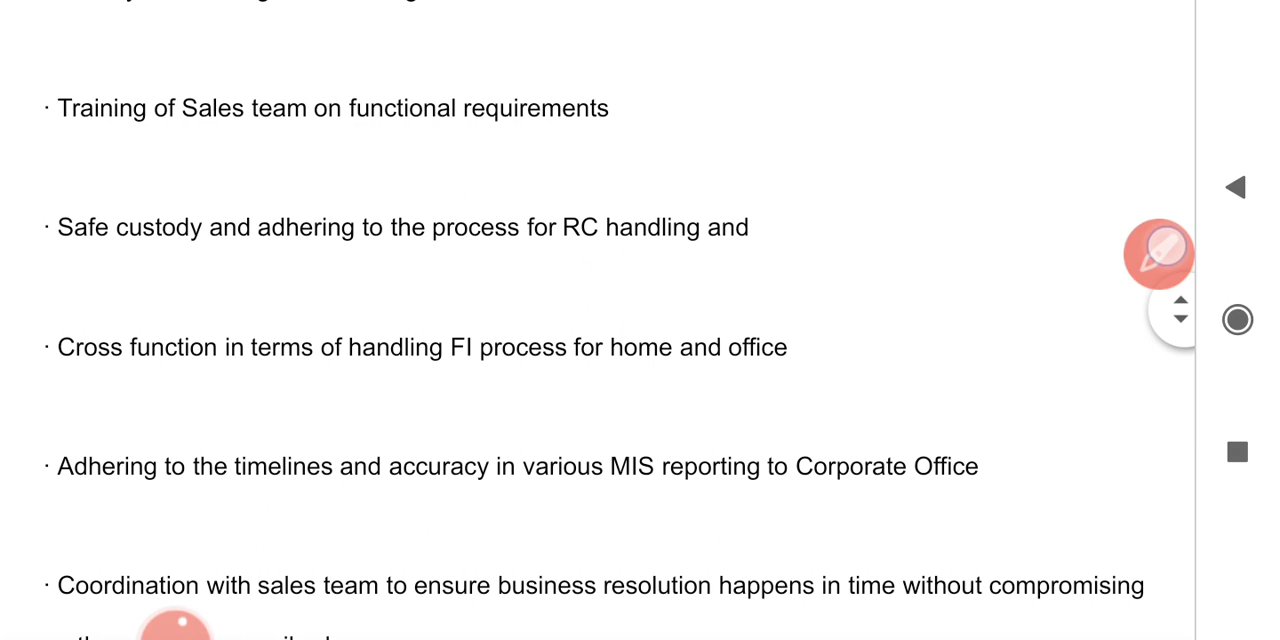 · Training of Sales team on functional requirements
· Safe custody and adhering to the process for RC handling and
· Cross function in terms of handling FI process for home and office
· Adhering to the timelines and accuracy in various MIS reporting to Corporate Office
· Coordination with sales team to ensure business resolution happens in time without compromising